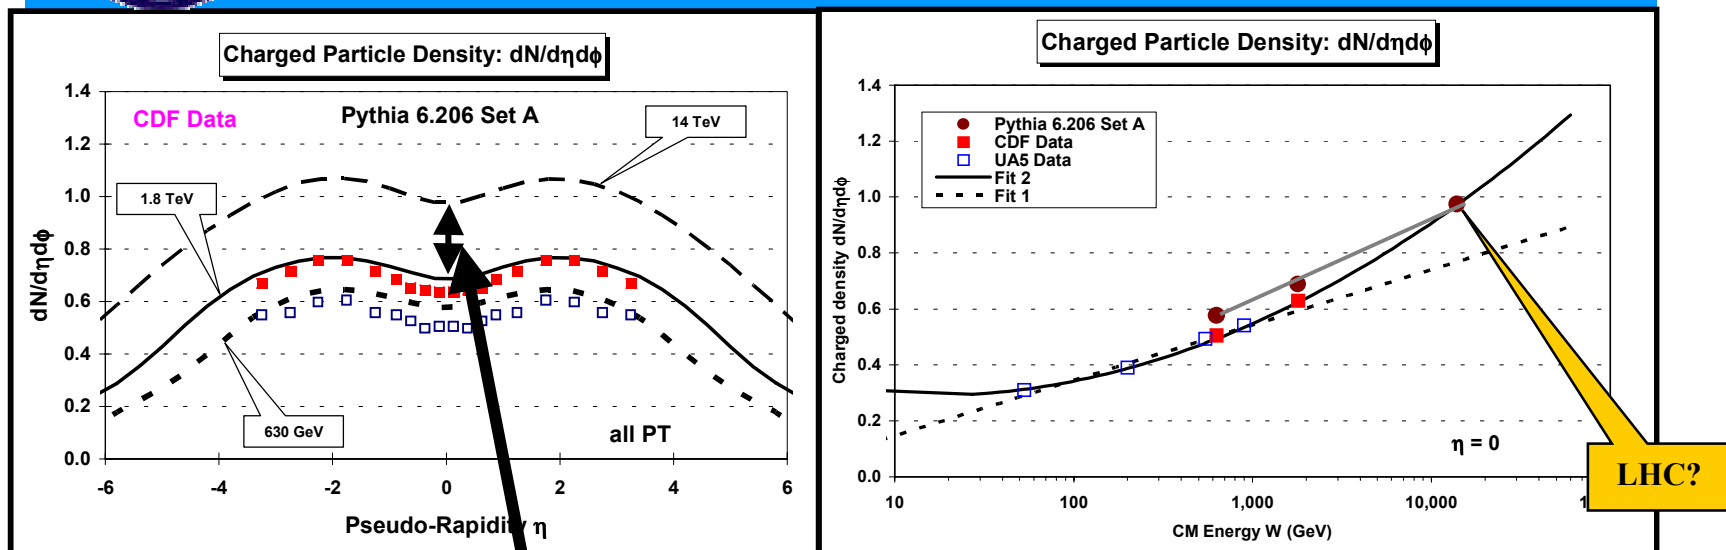 Charged Particle Density: dN/dηdϕ
1.4
1.2
1.0
0.8
0.6
0.4
0.2
0.0
dN/dηdϕ
CDF Data
Pythia 6.206 Set A
14 TeV
1.8 TeV
630 GeV
all PT
-6
-4
-2
0
2
4
6
Pseudo-Rapidity η
Charged Particle Density: dN/dηdϕ
1.4
1.2
1.0
0.8
0.6
0.4
0.2
0.0
Charged density dN/dηdϕ
Pythia 6.206 Set A
CDF Data
UA5 Data
Fit 2
Fit 1
η = 0
LHC?
10
100
1,000
10,000
CM Energy W (GeV)